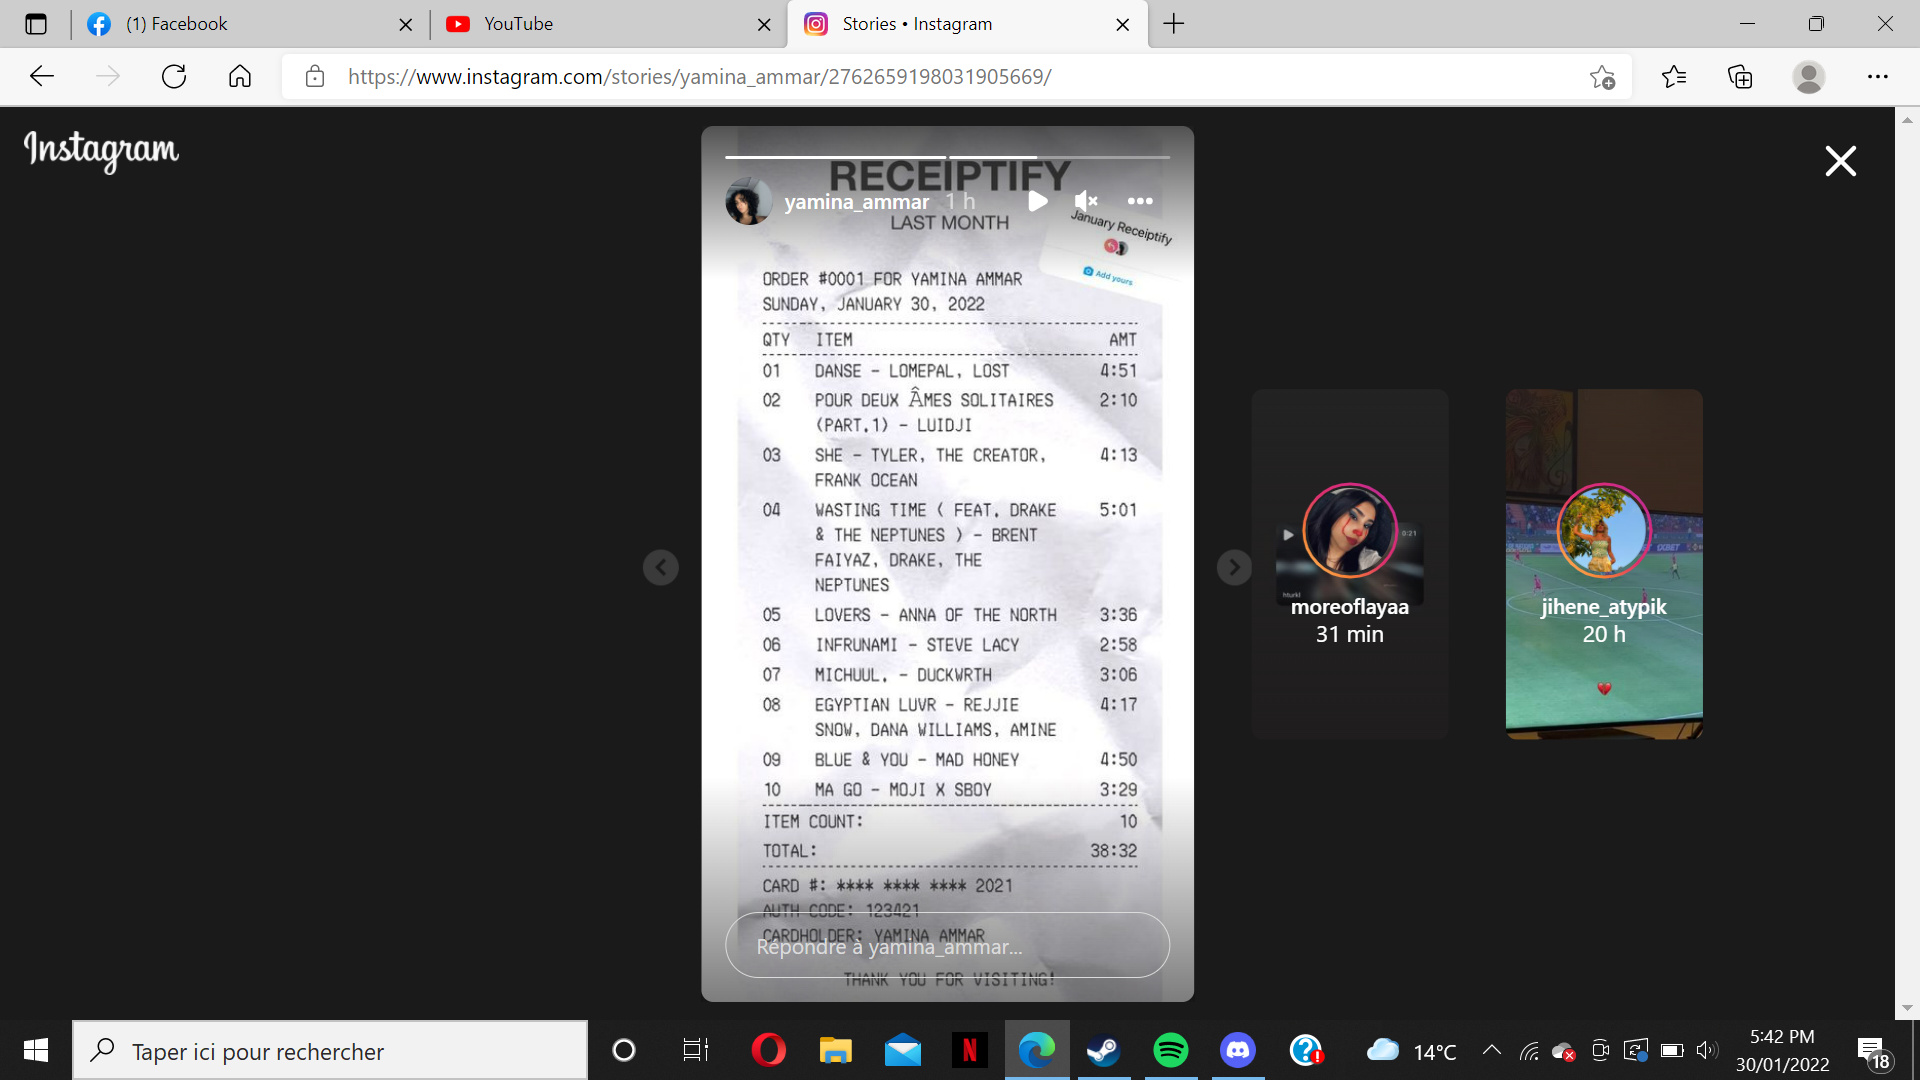 (1) Facebook
YouTube
Stories • Instagram
https://www.instagram.com/stories/yamina_ammar/2762659198031905669/
Instagram
RECEIPTIFY
yamina_ammar 1 h
LAST MONTH
January Receiptify
Add yours
ORDER #0001 FOR YAMINA AMMAR
SUNDAY, JANUARY 30, 2022
QTY ITEM AMT
01 DANSE - LOMEPAL, LOST 4:51
02 POUR DEUX ÂMES SOLITAIRES 2:10
(PART.1) - LUIDJI
03 SHE - TYLER, THE CREATOR, 4:13
FRANK OCEAN
04 WASTING TIME ( FEAT. DRAKE 5:01
& THE NEPTUNES ) - BRENT
FAIYAZ, DRAKE, THE
NEPTUNES
05 LOVERS - ANNA OF THE NORTH 3:36
06 INFRUNAMI - STEVE LACY 2:58
07 MICHUUL. - DUCKWRTH 3:06
08 EGYPTIAN LUVR - REJJIE 4:17
SNOW, DANA WILLIAMS, AMINE
09 BLUE & YOU - MAD HONEY 4:50
10 MA GO - MOJI X SBOY 3:29
ITEM COUNT: 10
TOTAL: 38:32
CARD #: **** **** **** 2021
AUTH CODE: 123421
CARDHOLDER: YAMINA AMMAR
Répondre à yamina_ammar...
THANK YOU FOR VISITING!
0:21
hturkl
moreoflayaa
31 min
1XBET
jihene_atypik
20 h
Taper ici pour rechercher
14°C
5:42 PM
30/01/2022
18